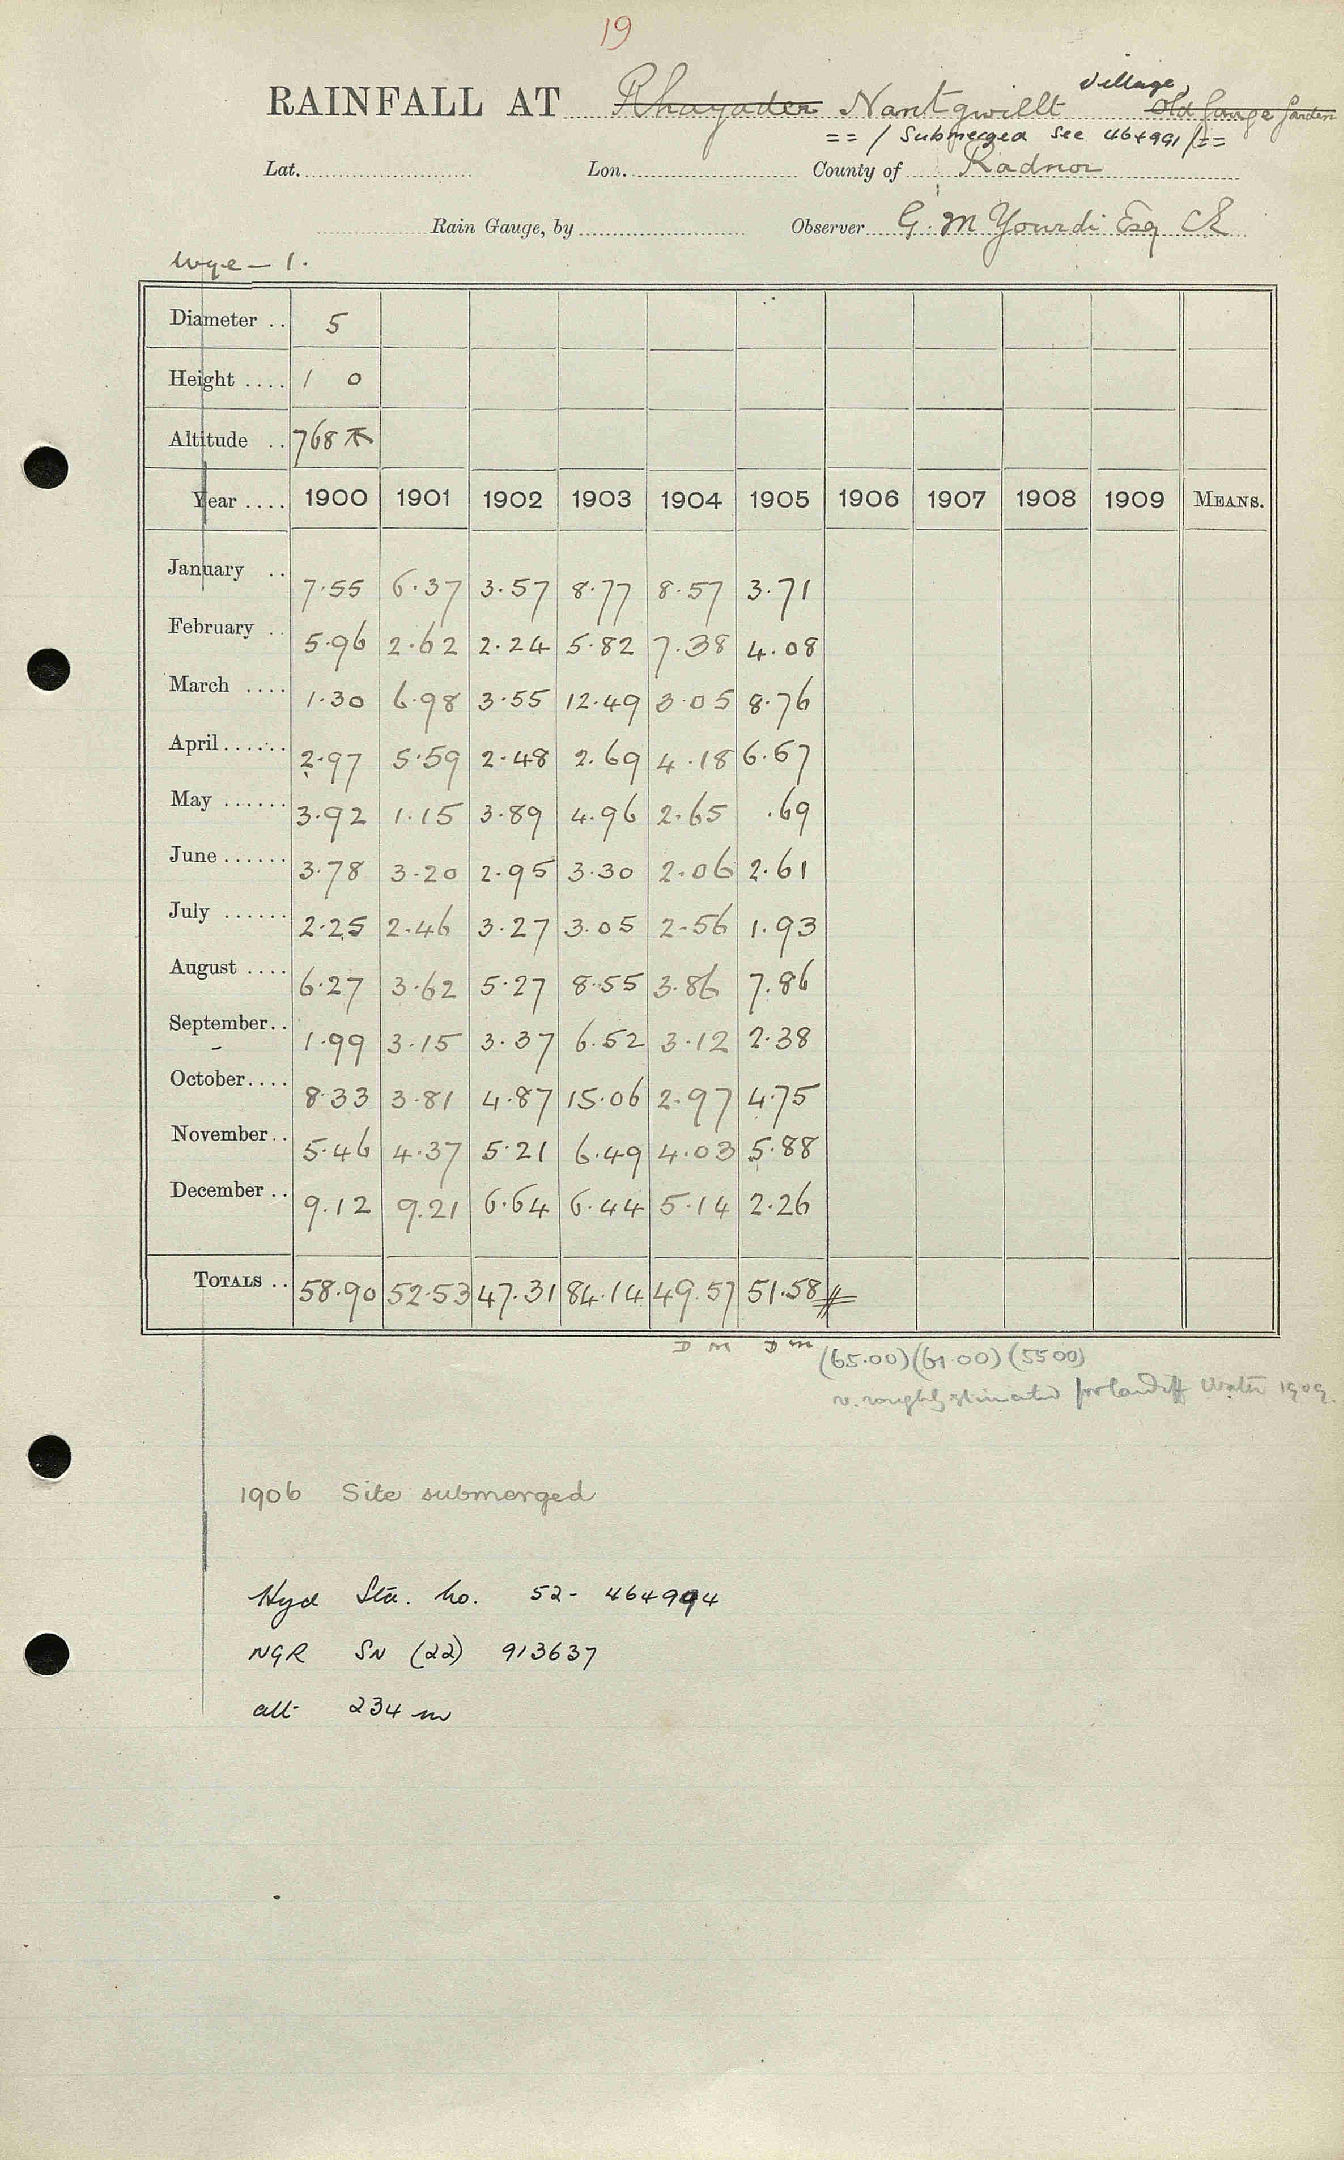 19
RAINFALL AT Rhayader Nantgwillt Village Old Gauge Garden
== / Submerged See 464991 / ==
Lat. Lon. County of Radnor
Rain Gauge, by Observer G. M Yourdi Esq CE
Wye — 1.
Diameter .. 5
Height .... 1 0
Altitude .. 768 ft
Year .... 1900 1901 1902 1903 1904 1905 1906 1907 1908 1909 MEANS.
January .. 7.55 6.37 3.57 8.77 8.57 3.71
February .. 5.96 2.62 2.24 5.82 7.38 4.08
March .... 1.30 6.98 3.55 12.49 3.05 8.76
April ...... 2.97 5.59 2.48 2.69 4.18 6.67
May ...... 3.92 1.15 3.89 4.96 2.65 .69
June ...... 3.78 3.20 2.95 3.30 2.06 2.61
July ...... 2.25 2.46 3.27 3.05 2.56 1.93
August .... 6.27 3.62 5.27 8.55 3.86 7.86
September.. 1.99 3.15 3.37 6.52 3.12 2.38
October.... 8.33 3.81 4.87 15.06 2.97 4.75
November.. 5.46 4.37 5.21 6.49 4.03 5.88
December .. 9.12 9.21 6.64 6.44 5.14 2.26
TOTALS .. 58.90 52.53 47.31 84.14 49.57 51.58
D M D M (65.00) (61.00) (55 00)
v. roughly estimated for Cardiff Water 1909.
1906 Site submerged
Hyd Sta. No. 52- 464994
NGR SN (22) 913637
alt 234 m